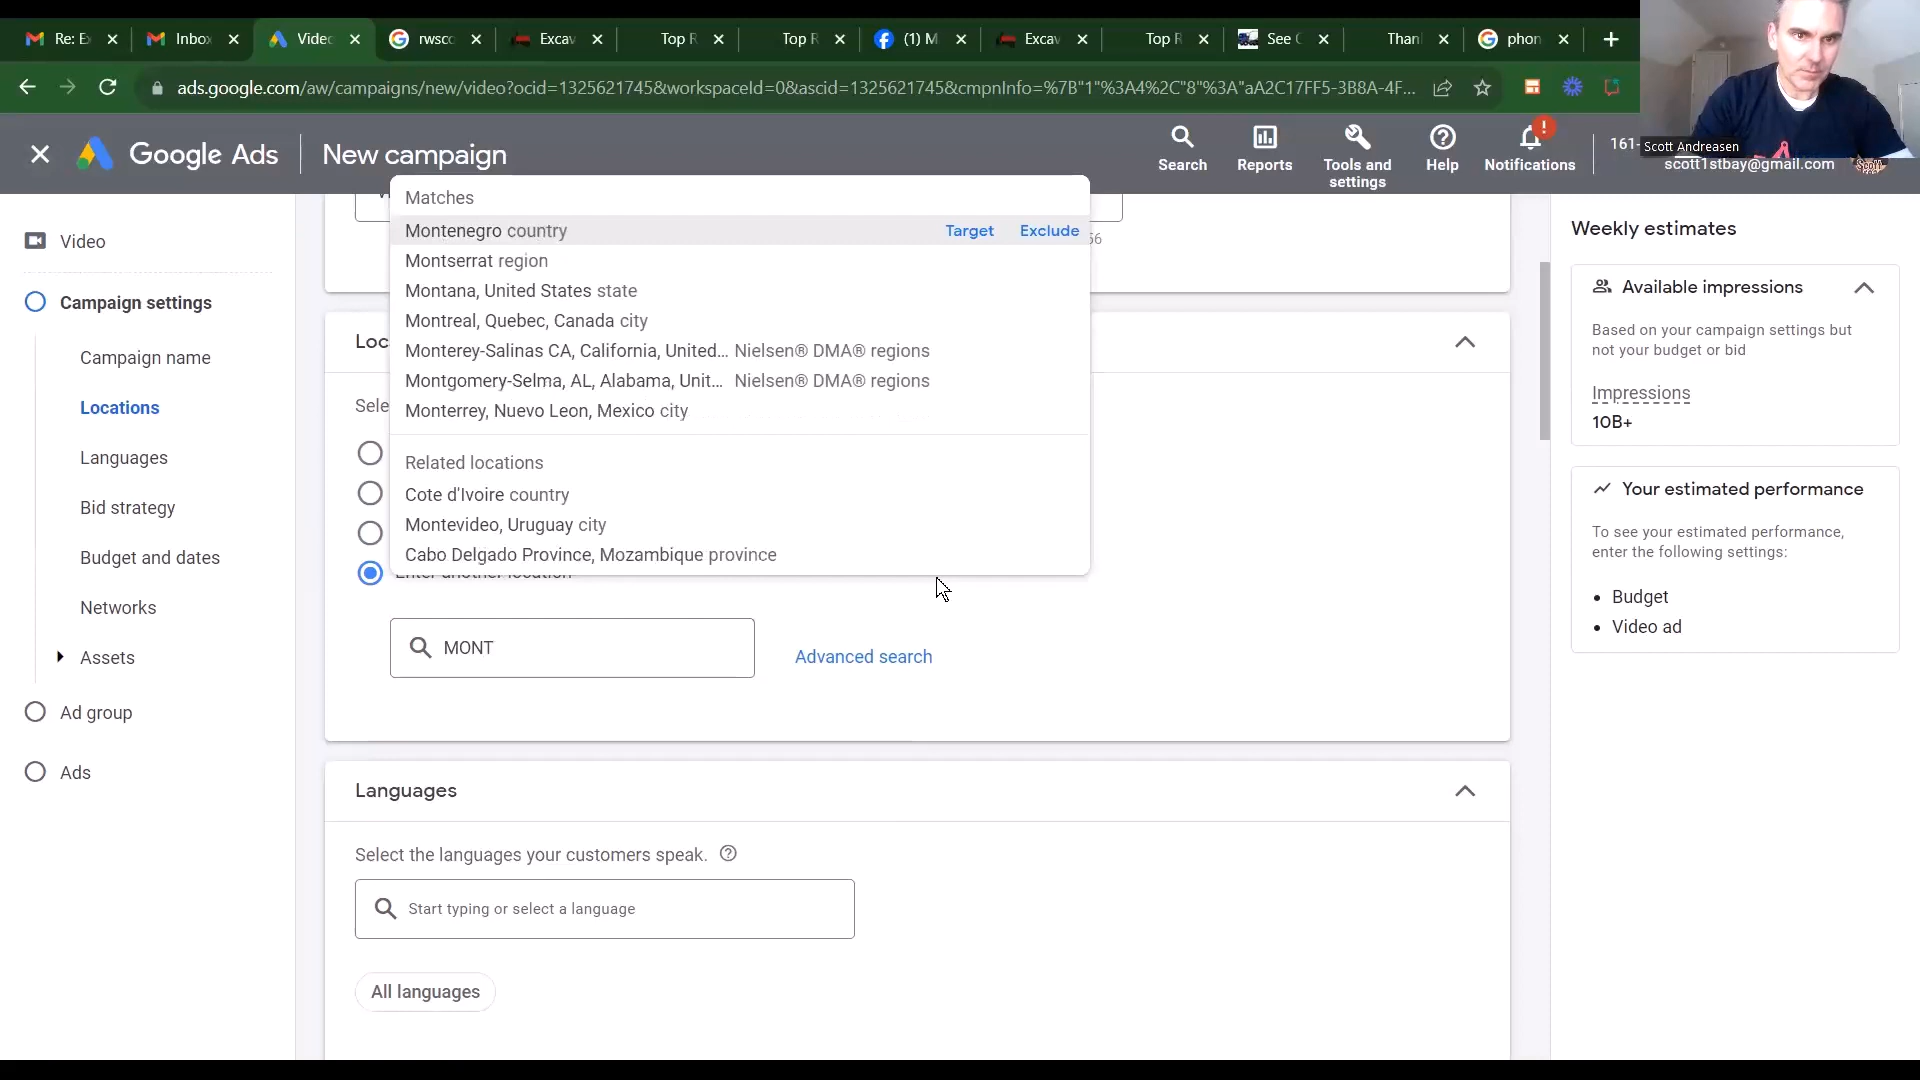 Re: E
Inbox
Videc
rwsco
Excav
Top R
Top R
(1) M
Excav
Top R
See C
Than
phon
ads.google.com/aw/campaigns/new/video?ocid=1325621745&workspaceId=0&ascid=1325621745&cmpnInfo=%7B"1"%3A4%2C"8"%3A"aA2C17FF5-3B8A-4F...
Google Ads
New campaign
Search
Reports
Tools and settings
Help
Notifications
!
161-
Scott Andreasen
scott1stbay@gmail.com
Video
Campaign settings
Campaign name
Locations
Languages
Bid strategy
Budget and dates
Networks
Assets
Ad group
Ads
Matches
Montenegro country
Target
Exclude
Montserrat region
Montana, United States state
Montreal, Quebec, Canada city
Monterey-Salinas CA, California, United... Nielsen® DMA® regions
Montgomery-Selma, AL, Alabama, Unit... Nielsen® DMA® regions
Monterrey, Nuevo Leon, Mexico city
Related locations
Cote d'Ivoire country
Montevideo, Uruguay city
Cabo Delgado Province, Mozambique province
Loc
Sele
Enter another location
MONT
Advanced search
Languages
Select the languages your customers speak.
Start typing or select a language
All languages
Weekly estimates
Available impressions
Based on your campaign settings but
not your budget or bid
Impressions
10B+
Your estimated performance
To see your estimated performance,
enter the following settings:
• Budget
• Video ad